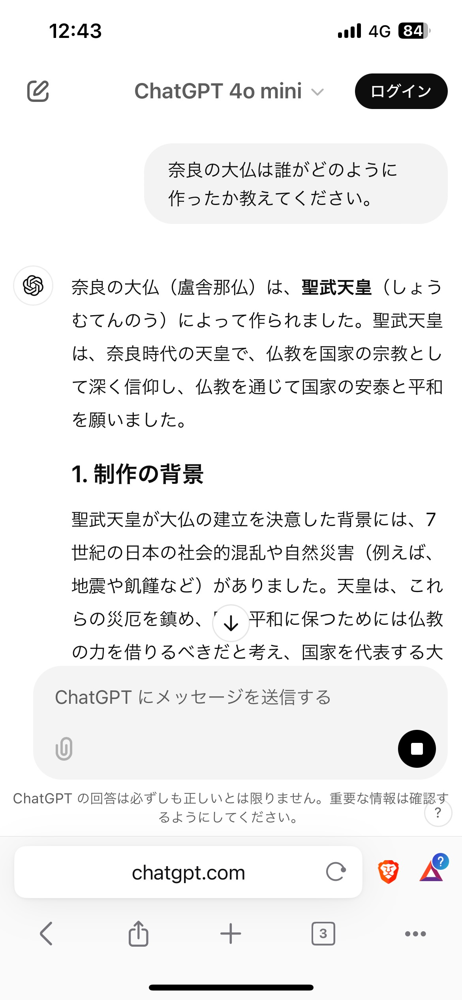 12:43
4G 84
ChatGPT 4o mini
ログイン
奈良の大仏は誰がどのように
作ったか教えてください。
奈良の大仏（盧舎那仏）は、聖武天皇（しょう
むてんのう）によって作られました。聖武天皇
は、奈良時代の天皇で、仏教を国家の宗教とし
て深く信仰し、仏教を通じて国家の安泰と平和
を願いました。
1. 制作の背景
聖武天皇が大仏の建立を決意した背景には、7
世紀の日本の社会的混乱や自然災害（例えば、
地震や飢饉など）がありました。天皇は、これ
らの災厄を鎮め、平和に保つためには仏教
の力を借りるべきだと考え、国家を代表する大
ChatGPT にメッセージを送信する
ChatGPT の回答は必ずしも正しいとは限りません。重要な情報は確認す
るようにしてください。
?
chatgpt.com
?
3